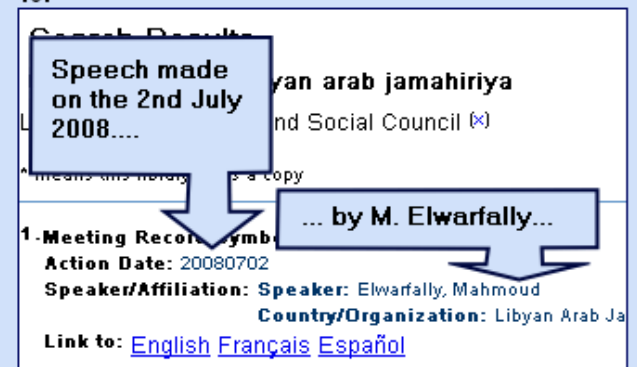 Speech made
on the 2nd July
2008....
yan arab jamahiriya
nd Social Council (×)
a copy
... by M. Elwarfally...
1. Meeting Record
Action Date: 20080702
Speaker/Affiliation: Speaker: Elwarfally, Mahmoud
Country/Organization: Libyan Arab Ja
Link to: English Français Español